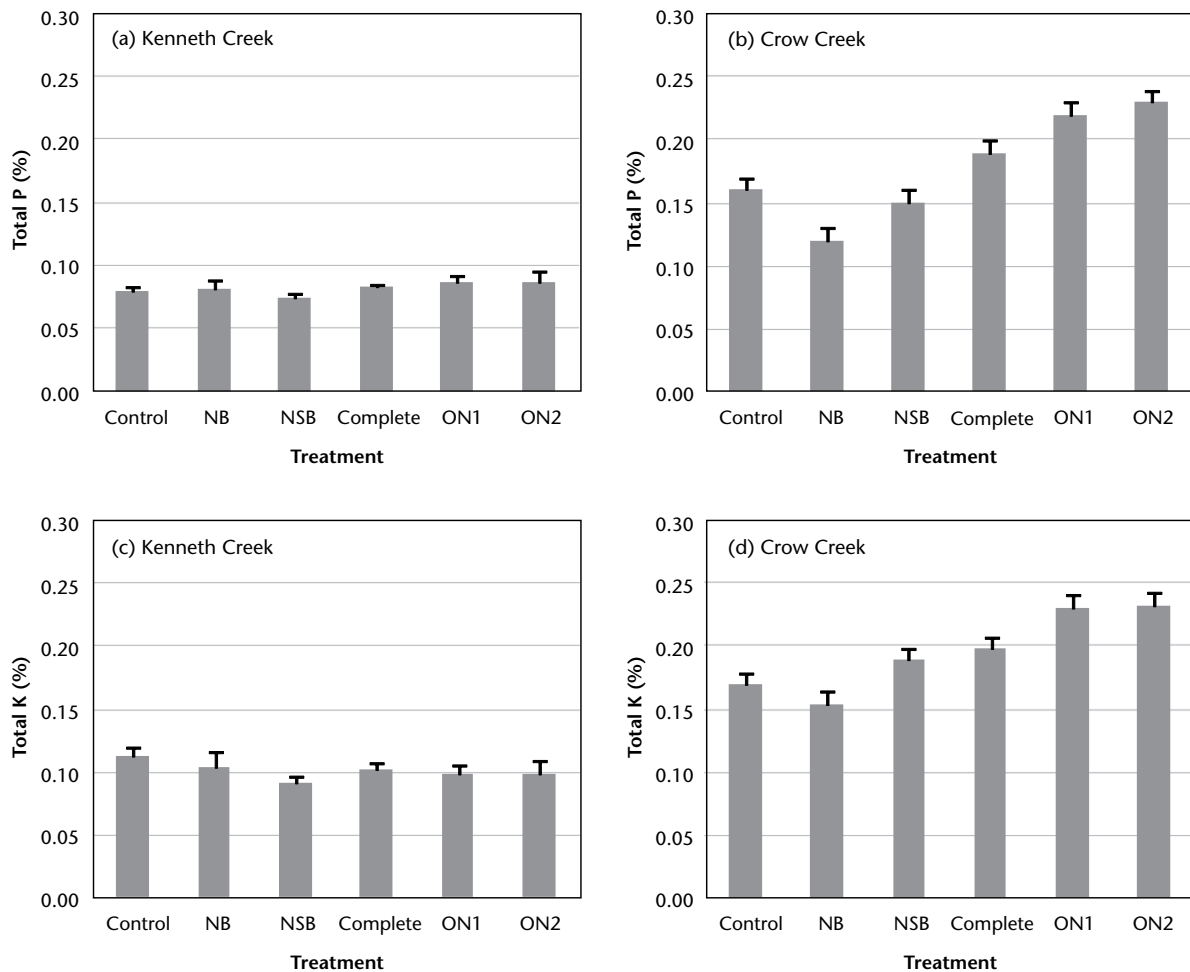 (a) Kenneth Creek
Total P (%)
0.30
0.25
0.20
0.15
0.10
0.05
0.00
Control NB NSB Complete ON1 ON2
Treatment
(b) Crow Creek
Total P (%)
0.30
0.25
0.20
0.15
0.10
0.05
0.00
Control NB NSB Complete ON1 ON2
Treatment
(c) Kenneth Creek
Total K (%)
0.30
0.25
0.20
0.15
0.10
0.05
0.00
Control NB NSB Complete ON1 ON2
Treatment
(d) Crow Creek
Total K (%)
0.30
0.25
0.20
0.15
0.10
0.05
0.00
Control NB NSB Complete ON1 ON2
Treatment